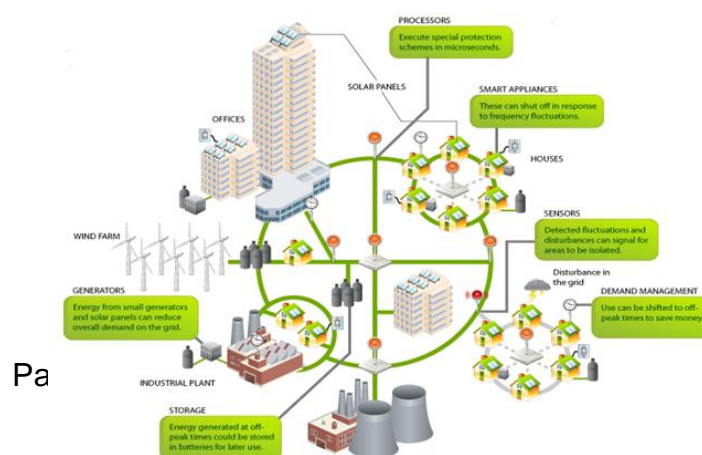 PROCESSORS
Execute special protection
schemes in microseconds.
SOLAR PANELS
SMART APPLIANCES
These can shut off in response
to frequency fluctuations.
OFFICES
HOUSES
SENSORS
Detected fluctuations and
disturbances can signal for
areas to be isolated.
WIND FARM
Disturbance in
the grid
DEMAND MANAGEMENT
Use can be shifted to off-
peak times to save money.
GENERATORS
Energy from small generators
and solar panels can reduce
overall demand on the grid.
Pa
INDUSTRIAL PLANT
STORAGE
Energy generated at off-
peak times could be stored
in batteries for later use.